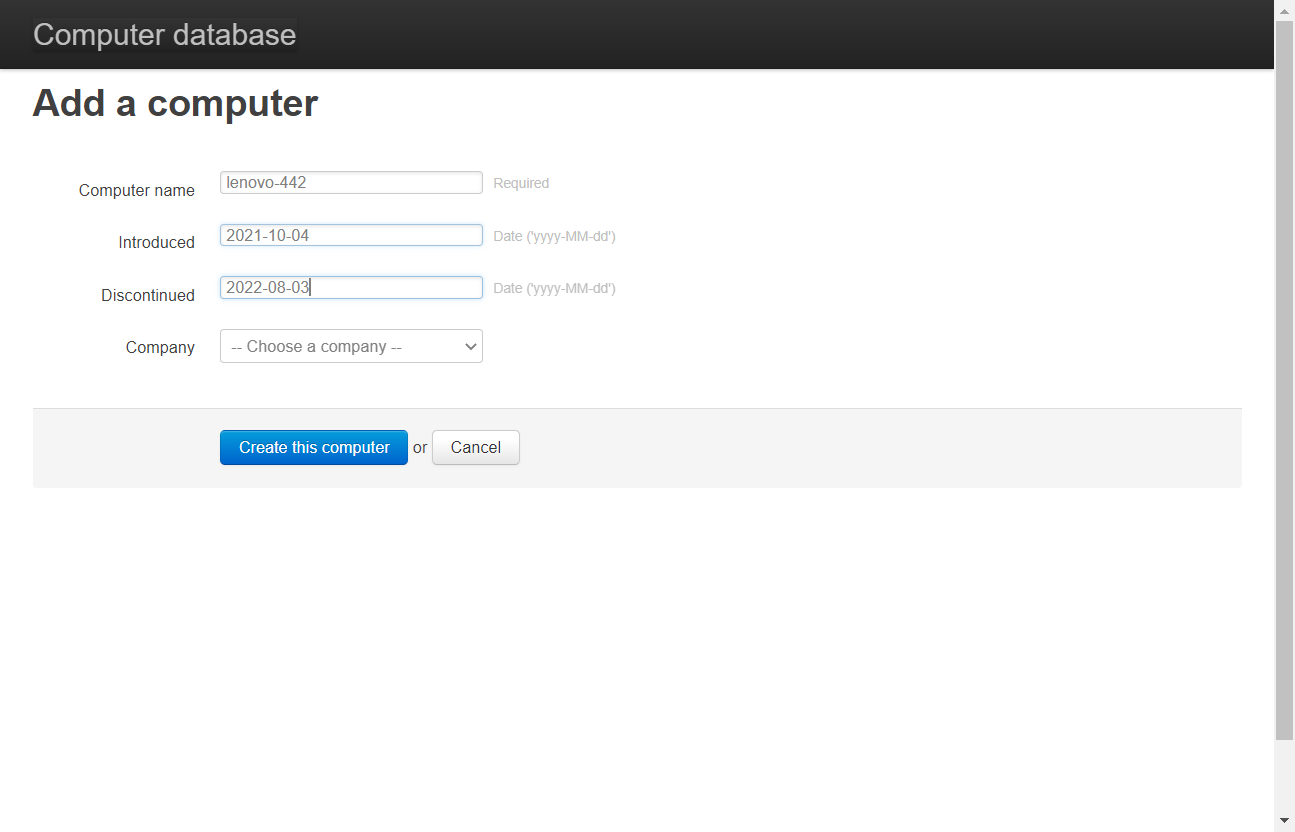 Computer database
Add a computer
Computer name lenovo-442 Required
Introduced 2021-10-04 Date ('yyyy-MM-dd')
Discontinued 2022-08-03 Date ('yyyy-MM-dd')
Company -- Choose a company --
Create this computer or Cancel